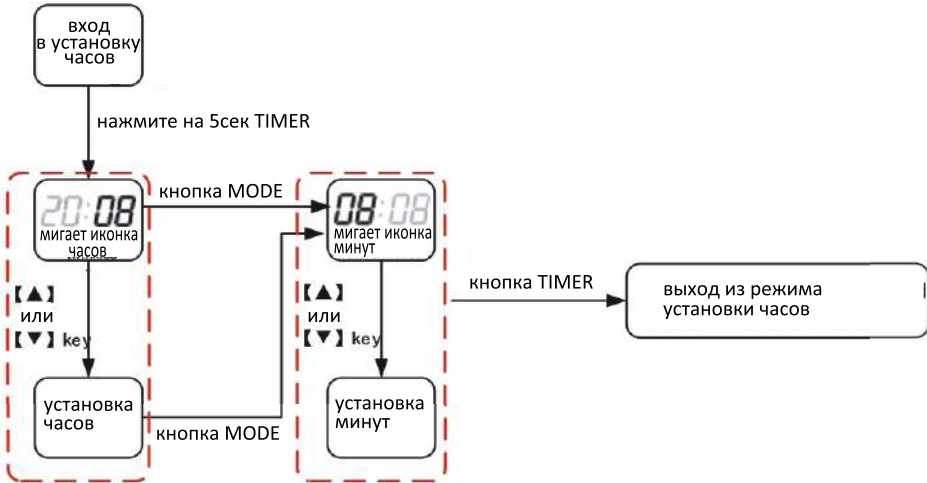 вход
в установку
часов
нажмите на 5сек TIMER
20:08
мигает иконка
часов
кнопка MODE
08:08
мигает иконка
минут
【▲】
или
【▼】 key
【▲】
или
【▼】 key
кнопка TIMER
выход из режима
установки часов
установка
часов
кнопка MODE
установка
минут